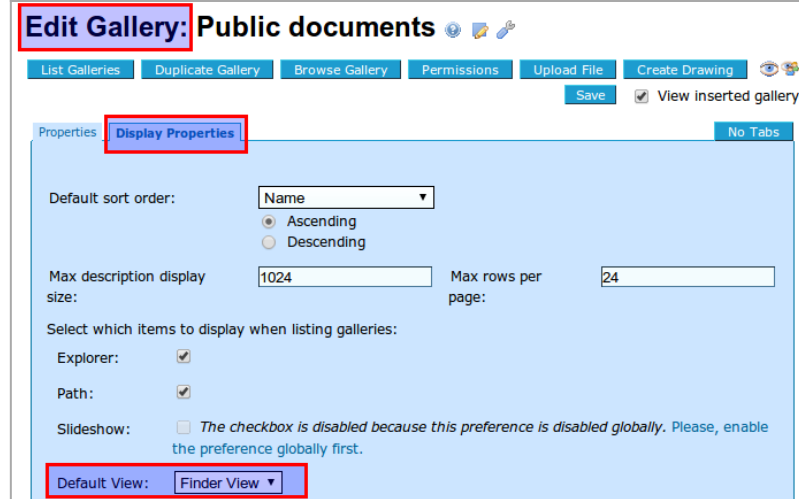 Edit Gallery: Public documents
List Galleries Duplicate Gallery Browse Gallery Permissions Upload File Create Drawing
Save View inserted gallery
Properties Display Properties No Tabs
Default sort order: Name
Ascending
Descending
Max description display size: 1024 Max rows per page: 24
Select which items to display when listing galleries:
Explorer:
Path:
Slideshow: The checkbox is disabled because this preference is disabled globally. Please, enable
the preference globally first.
Default View: Finder View